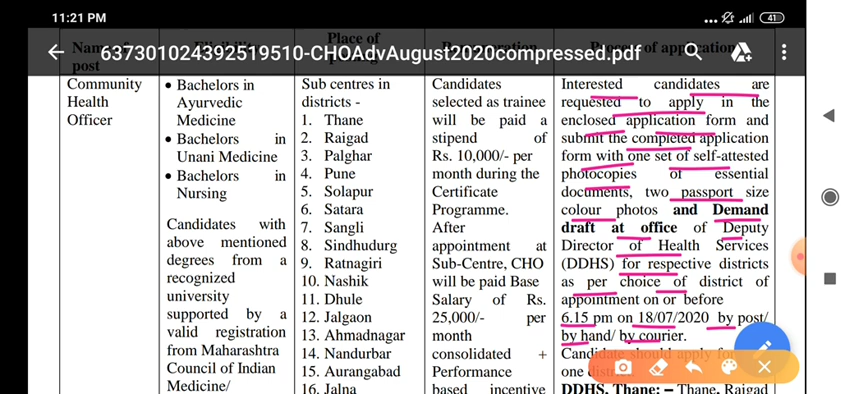 11:21 PM
41
637301024392519510-CHOAdvAugust2020compressed.pdf
post
Community
Health
Officer
• Bachelors in
Ayurvedic
Medicine
• Bachelors in
Unani Medicine
• Bachelors in
Nursing
Candidates with
above mentioned
degrees from a
recognized
university
supported by a
valid registration
from Maharashtra
Council of Indian
Medicine/
Place of
Sub centres in
districts -
1. Thane
2. Raigad
3. Palghar
4. Pune
5. Solapur
6. Satara
7. Sangli
8. Sindhudurg
9. Ratnagiri
10. Nashik
11. Dhule
12. Jalgaon
13. Ahmadnagar
14. Nandurbar
15. Aurangabad
16. Jalna
Candidates
selected as trainee
will be paid a
stipend of
Rs. 10,000/- per
month during the
Certificate
Programme.
After
appointment at
Sub-Centre, CHO
will be paid Base
Salary of Rs.
25,000/- per
month
consolidated +
Performance
based incentive
Interested candidates are
requested to apply in the
enclosed application form and
submit the completed application
form with one set of self-attested
photocopies of essential
documents, two passport size
colour photos and Demand
draft at office of Deputy
Director of Health Services
(DDHS) for respective districts
as per choice of district of
appointment on or before
6.15 pm on 18/07/2020 by post/
by hand/ by courier.
Candidate should apply for
one
DDHS, Thane: – Thane, Raigad